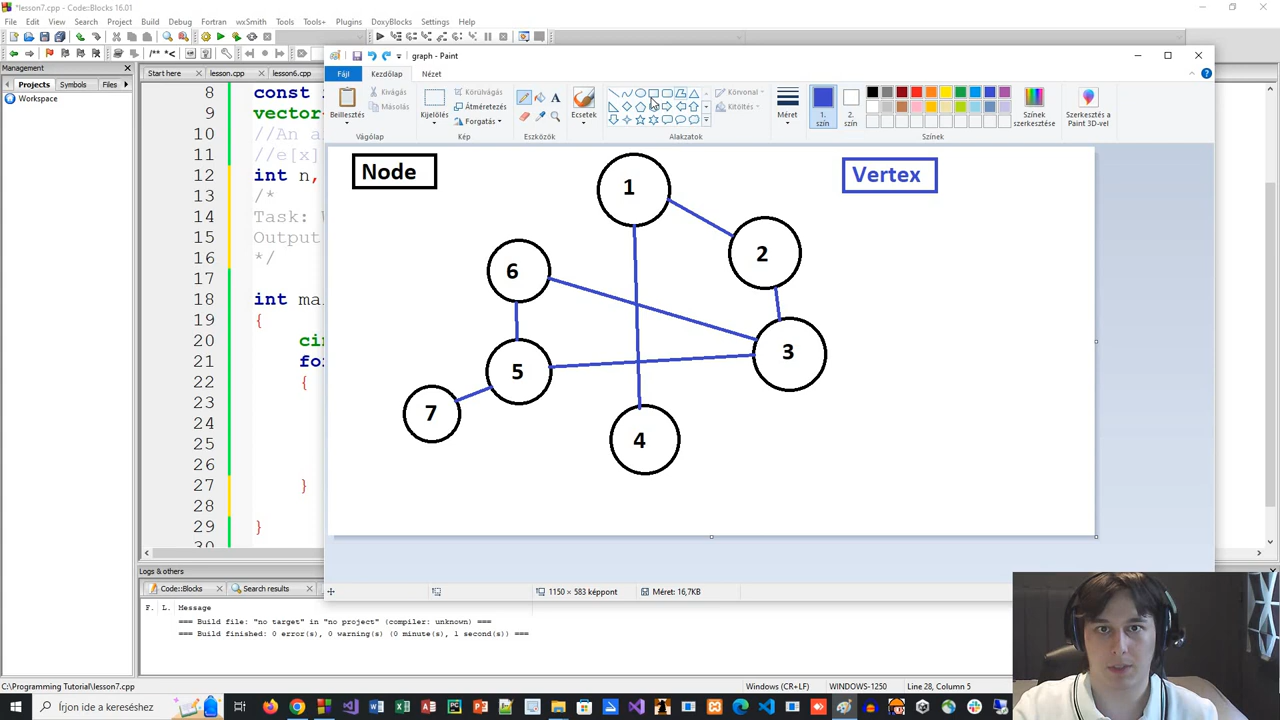 *lesson7.cpp - Code::Blocks 16.01
File Edit View Search Project Build Debug Fortran wxSmith Tools Tools+ Plugins DoxyBlocks Settings Help
Management
Projects Symbols Files
Workspace
Start here lesson.cpp lesson6.cpp
8 const i
9 vector
10 //An a
11 //e[x]
12 int n,
13 /*
14 Task: W
15 Output
16 */
17
18 int ma
19 {
20 ci
21 fo
22 {
23
24
25
26
27 }
28
29 }
30
graph - Paint
Fájl Kezdőlap Nézet
Beillesztés
Kivágás
Másolás
Vágólap
Kijelölés
Körülvágás
Átméretezés
Forgatás
Kép
Eszközök
Ecsetek
Alakzatok
Körvonal
Kitöltés
Méret
1. szín
2. szín
Színek
Színek szerkesztése
Szerkesztés a Paint 3D-vel
Node
Vertex
1
2
6
3
5
7
4
1150 × 583 képpont
Méret: 16,7KB
Logs & others
Code::Blocks Search results
F. L. Message
=== Build file: "no target" in "no project" (compiler: unknown) ===
=== Build finished: 0 error(s), 0 warning(s) (0 minute(s), 1 second(s)) ===
C:\Programming Tutorial\lesson7.cpp
Windows (CR+LF) WINDOWS-1250 Line 28, Column 5
Írjon ide a kereséshez